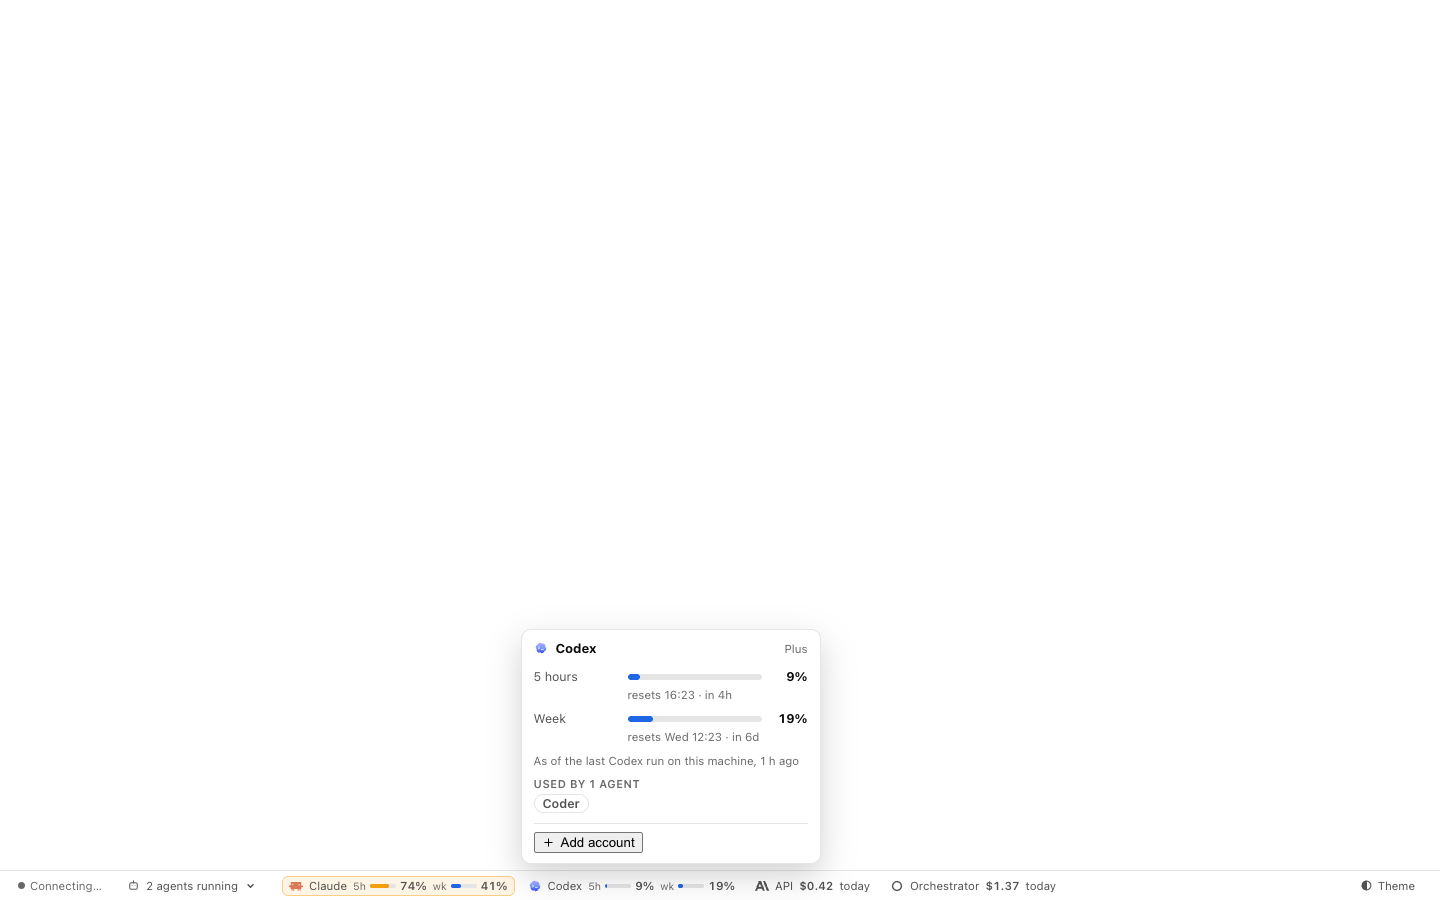 Codex Plus
5 hours 9%
resets 16:23 · in 4h
Week 19%
resets Wed 12:23 · in 6d
As of the last Codex run on this machine, 1 h ago
USED BY 1 AGENT
Coder
+ Add account
Connecting... 2 agents running Claude 5h 74% wk 41% Codex 5h 9% wk 19% API $0.42 today Orchestrator $1.37 today Theme